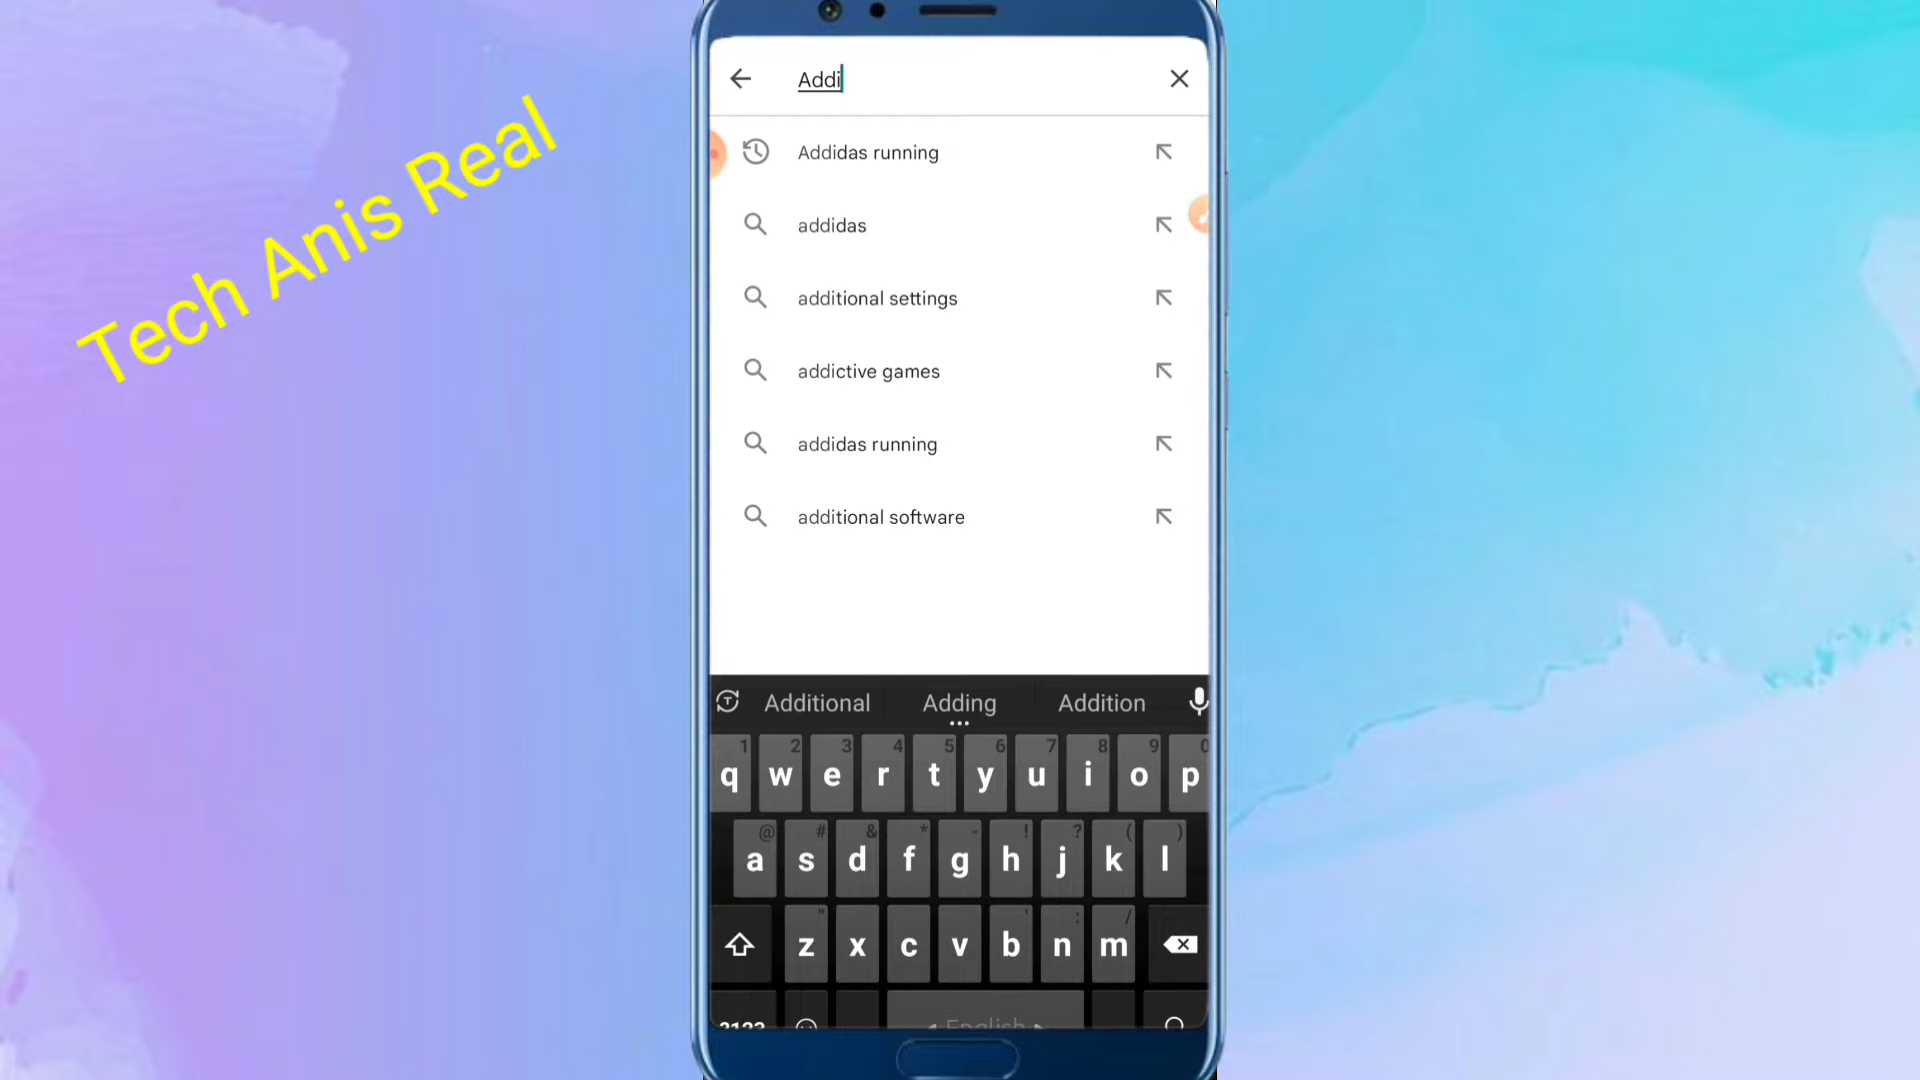 Tech Anis Real
Addi
Addidas running
addidas
additional settings
addictive games
addidas running
additional software
Additional Adding Addition
1 2 3 4 5 6 7 8 9 0
q w e r t y u i o p
@ # & * - ! ? ( )
a s d f g h j k l
" ' : /
z x c v b n m
English